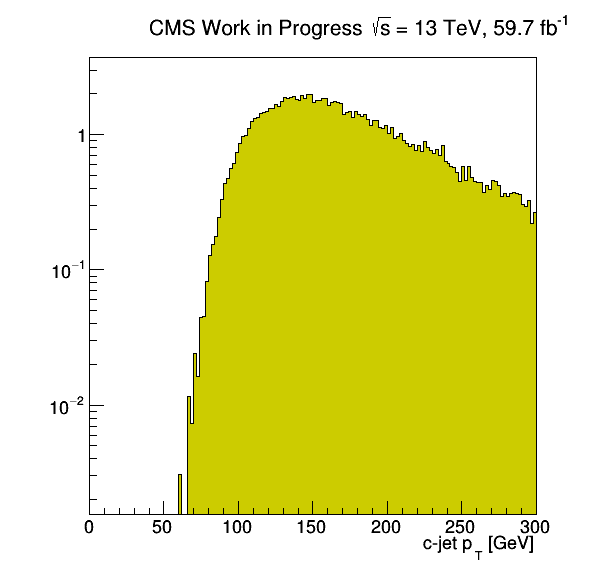 CMS Work in Progress √s = 13 TeV, 59.7 fb⁻¹
1
10⁻¹
10⁻²
0 50 100 150 200 250 300
c-jet p_T [GeV]